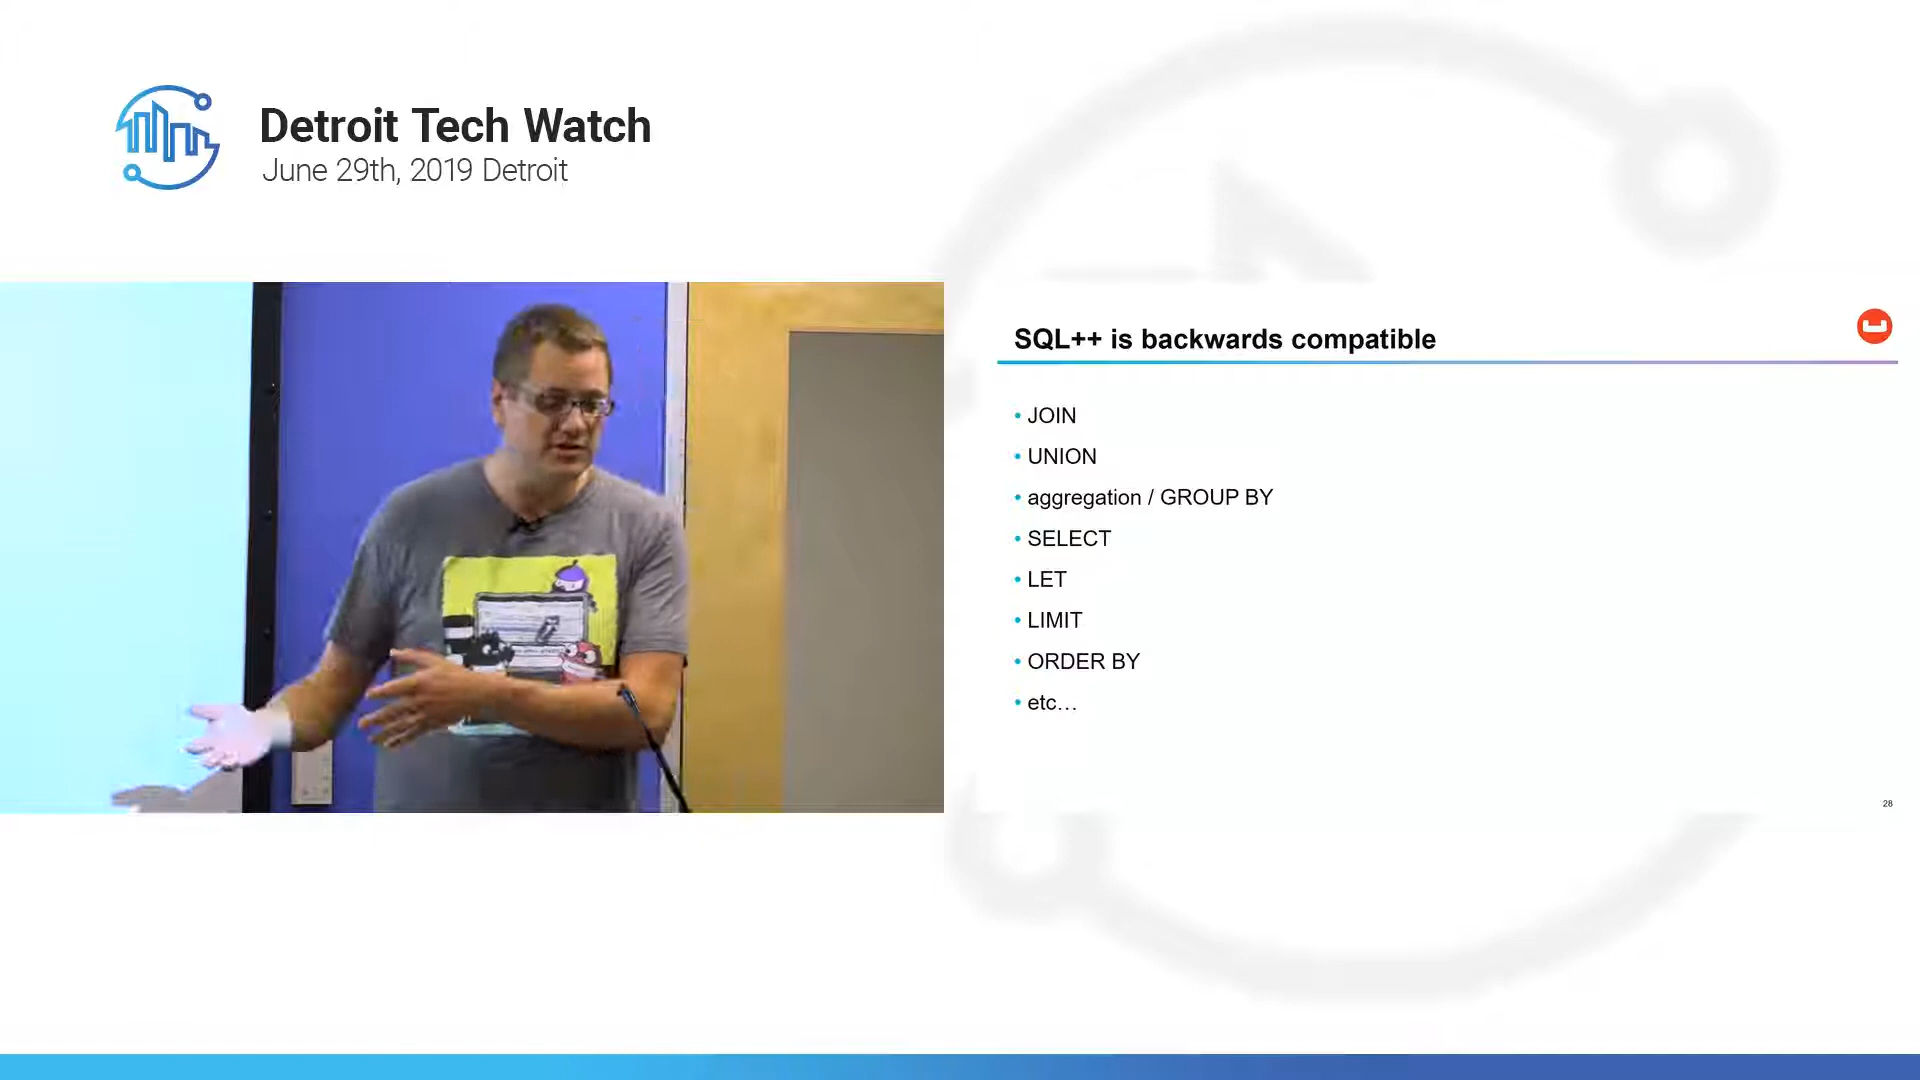 Detroit Tech Watch
June 29th, 2019 Detroit
SQL++ is backwards compatible
• JOIN
• UNION
• aggregation / GROUP BY
• SELECT
• LET
• LIMIT
• ORDER BY
• etc…
28